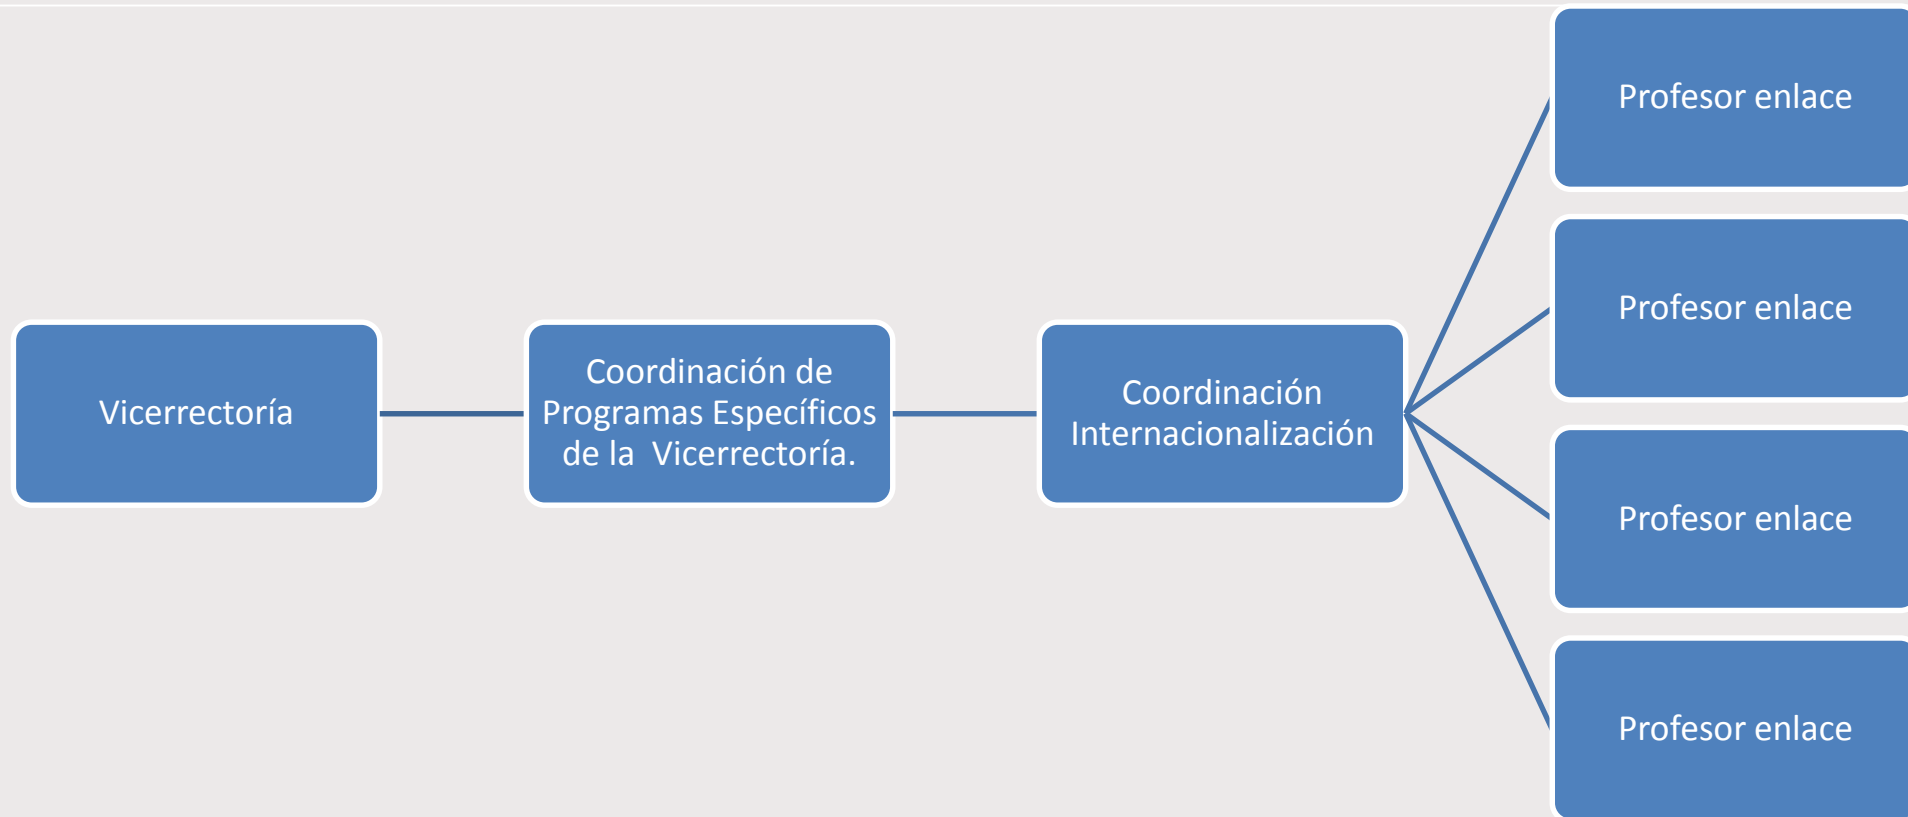 Vicerrectoría
Coordinación de
Programas Específicos
de la  Vicerrectoría.
Coordinación
Internacionalización
Profesor enlace
Profesor enlace
Profesor enlace
Profesor enlace